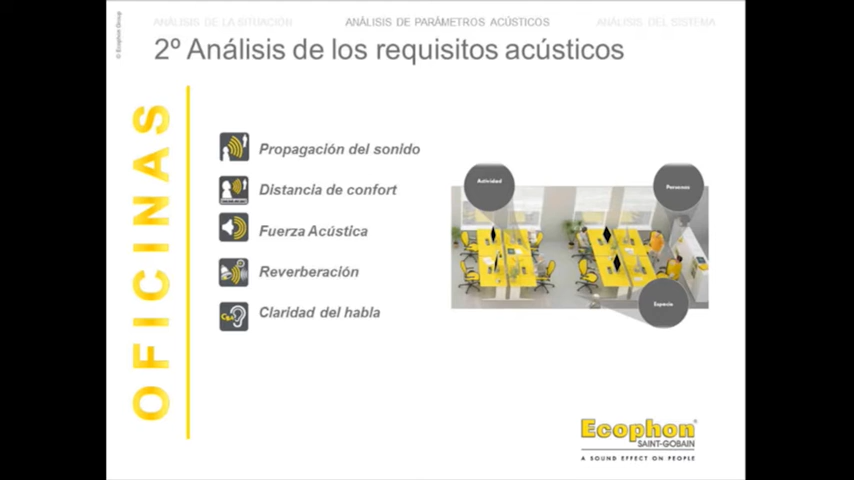 © Ecophon Group
ANÁLISIS DE LA SITUACIÓN
ANÁLISIS DE PARÁMETROS ACÚSTICOS
ANÁLISIS DEL SISTEMA
2º Análisis de los requisitos acústicos
OFICINAS
Propagación del sonido
Distancia de confort
Fuerza Acústica
Reverberación
Claridad del habla
Actividad
Personas
Espacio
Ecophon®
SAINT-GOBAIN
A SOUND EFFECT ON PEOPLE